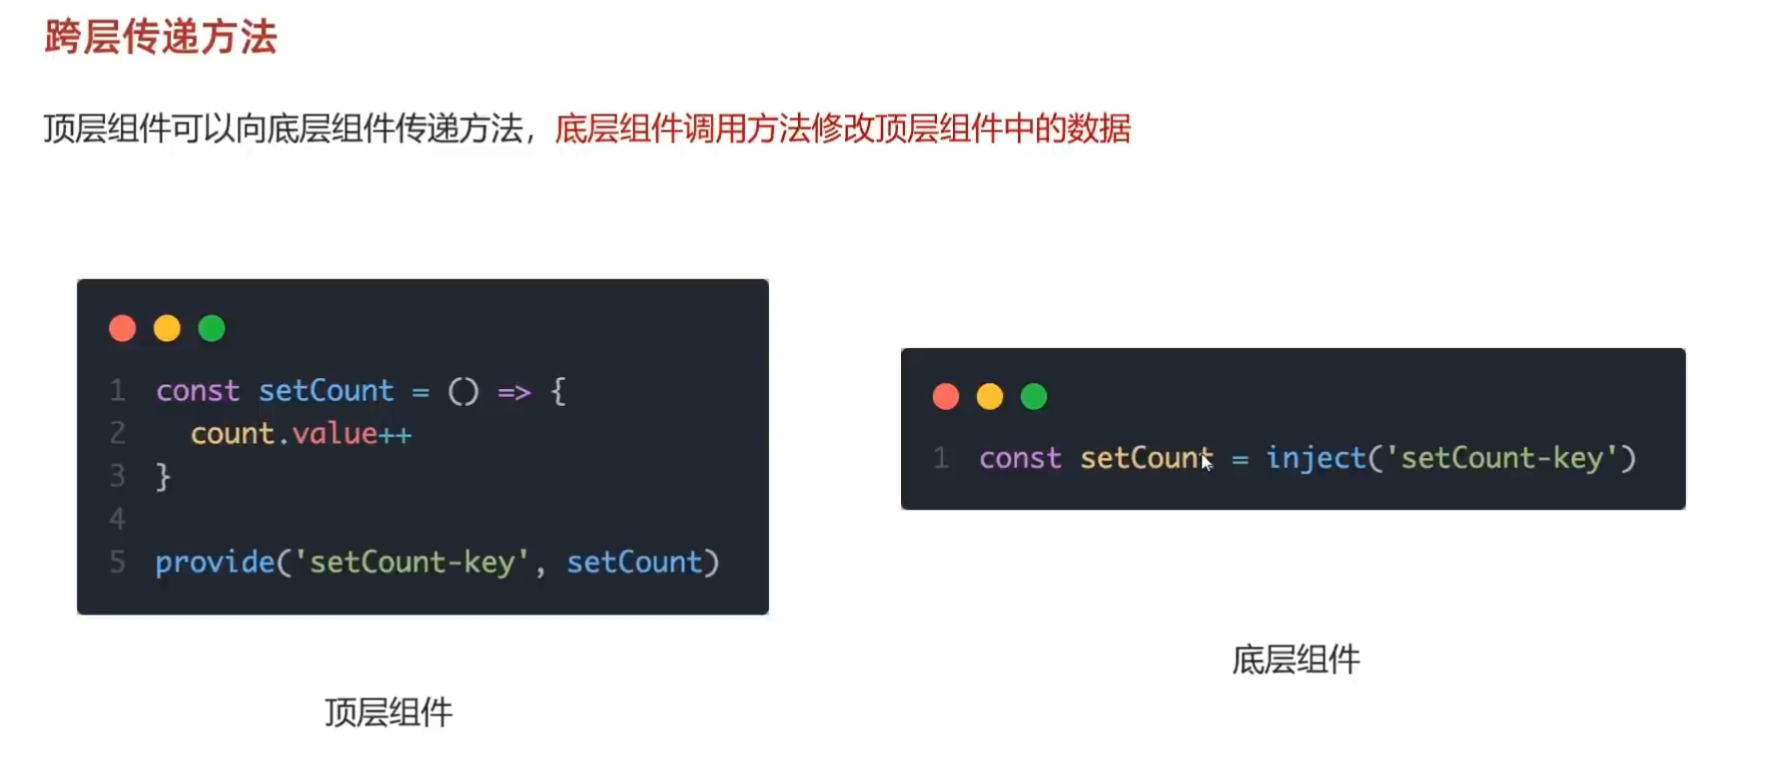 跨层传递方法
顶层组件可以向底层组件传递方法，底层组件调用方法修改顶层组件中的数据
1 const setCount = () => {
2   count.value++
3 }
4
5 provide('setCount-key', setCount)
顶层组件
1 const setCount = inject('setCount-key')
底层组件